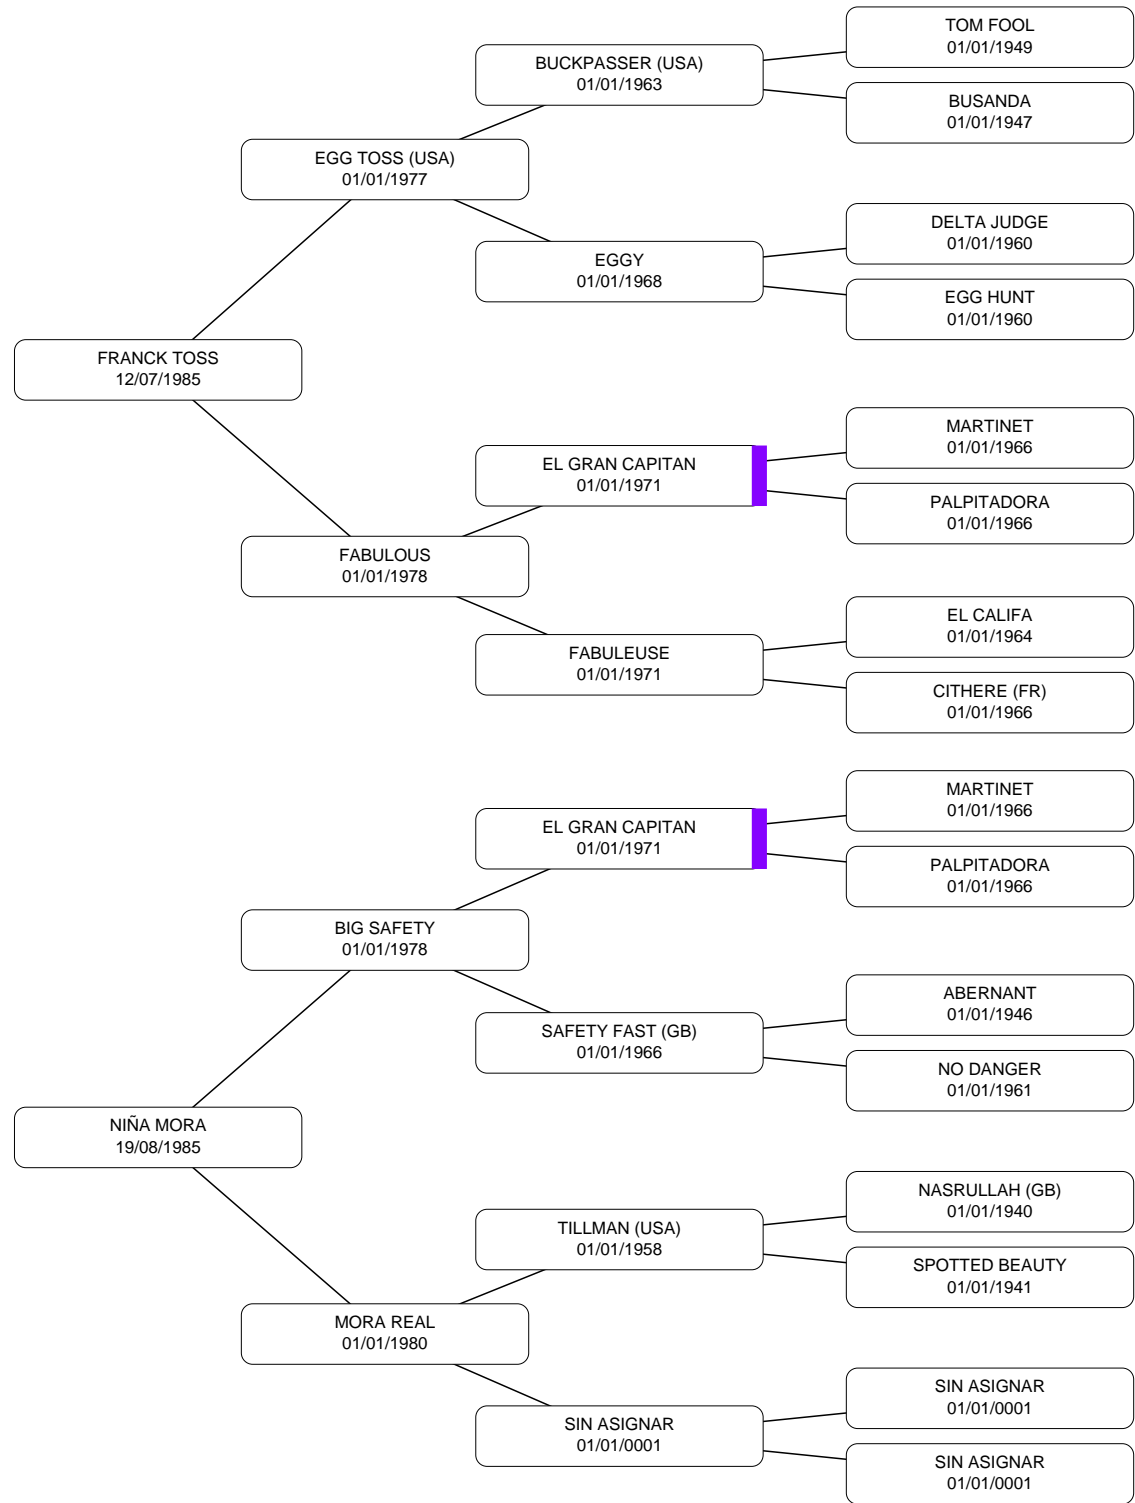 TOM FOOL
01/01/1949
BUCKPASSER (USA)
01/01/1963
BUSANDA
01/01/1947
EGG TOSS (USA)
01/01/1977
DELTA JUDGE
01/01/1960
EGGY
01/01/1968
EGG HUNT
01/01/1960
FRANCK TOSS
12/07/1985
MARTINET
01/01/1966
EL GRAN CAPITAN
01/01/1971
PALPITADORA
01/01/1966
FABULOUS
01/01/1978
EL CALIFA
01/01/1964
FABULEUSE
01/01/1971
CITHERE (FR)
01/01/1966
MARTINET
01/01/1966
EL GRAN CAPITAN
01/01/1971
PALPITADORA
01/01/1966
BIG SAFETY
01/01/1978
ABERNANT
01/01/1946
SAFETY FAST (GB)
01/01/1966
NO DANGER
01/01/1961
NIÑA MORA
19/08/1985
NASRULLAH (GB)
01/01/1940
TILLMAN (USA)
01/01/1958
SPOTTED BEAUTY
01/01/1941
MORA REAL
01/01/1980
SIN ASIGNAR
01/01/0001
SIN ASIGNAR
01/01/0001
SIN ASIGNAR
01/01/0001